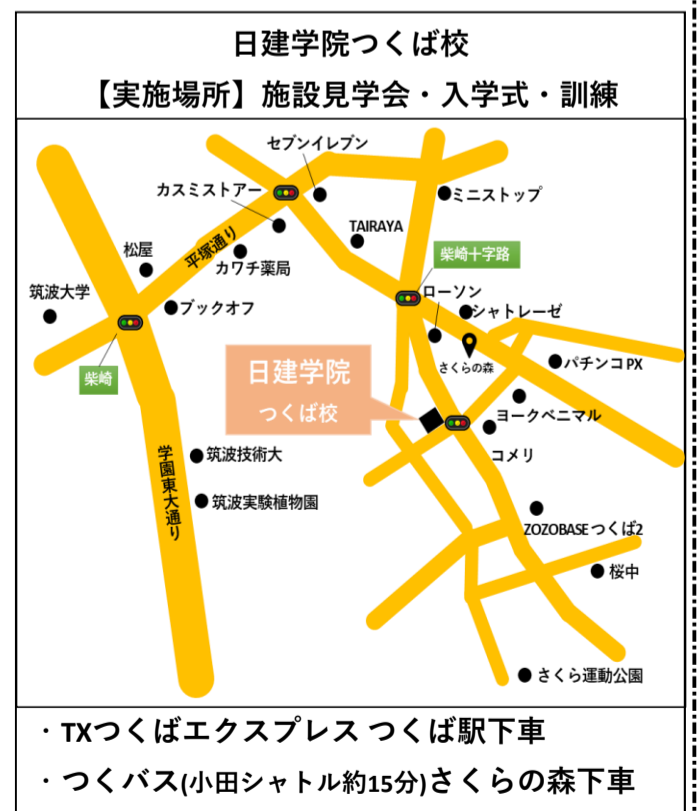 日建学院つくば校
【実施場所】施設見学会・入学式・訓練
セブンイレブン
カスミストアー
ミニストップ
TAIRAYA
平塚通り
松屋
カワチ薬局
柴崎十字路
筑波大学
ブックオフ
ローソン
シャトレーゼ
さくらの森
パチンコPX
柴崎
日建学院
つくば校
ヨークベニマル
コメリ
学園東大通り
筑波技術大
筑波実験植物園
ZOZOBASEつくば2
桜中
さくら運動公園
・TXつくばエクスプレス つくば駅下車
・つくバス(小田シャトル約15分)さくらの森下車